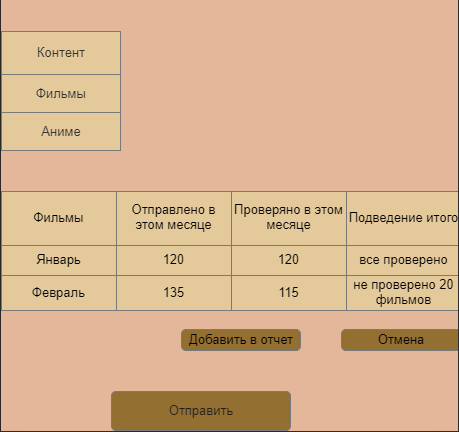 Контент
Фильмы
Аниме
Фильмы
Отправлено в
этом месяце
Проверяно в этом
месяце
Подведение итого
Январь
120
120
все проверено
Февраль
135
115
не проверено 20
фильмов
Добавить в отчет
Отмена
Отправить